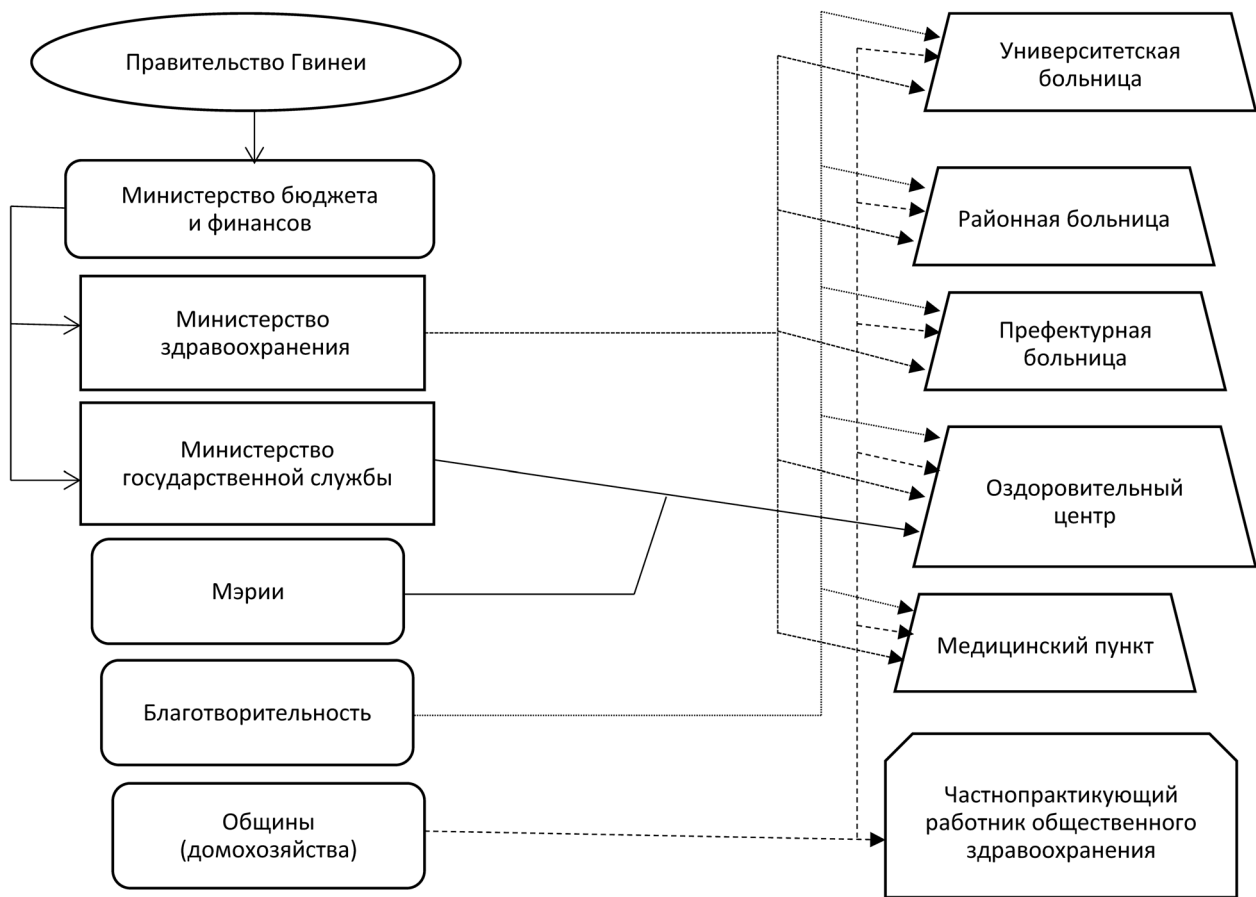 Правительство Гвинеи
Министерство бюджета
и финансов
Министерство
здравоохранения
Министерство
государственной службы
Мэрии
Благотворительность
Общины
(домохозяйства)
Университетская
больница
Районная больница
Префектурная
больница
Оздоровительный
центр
Медицинский пункт
Частнопрактикующий
работник общественного
здравоохранения